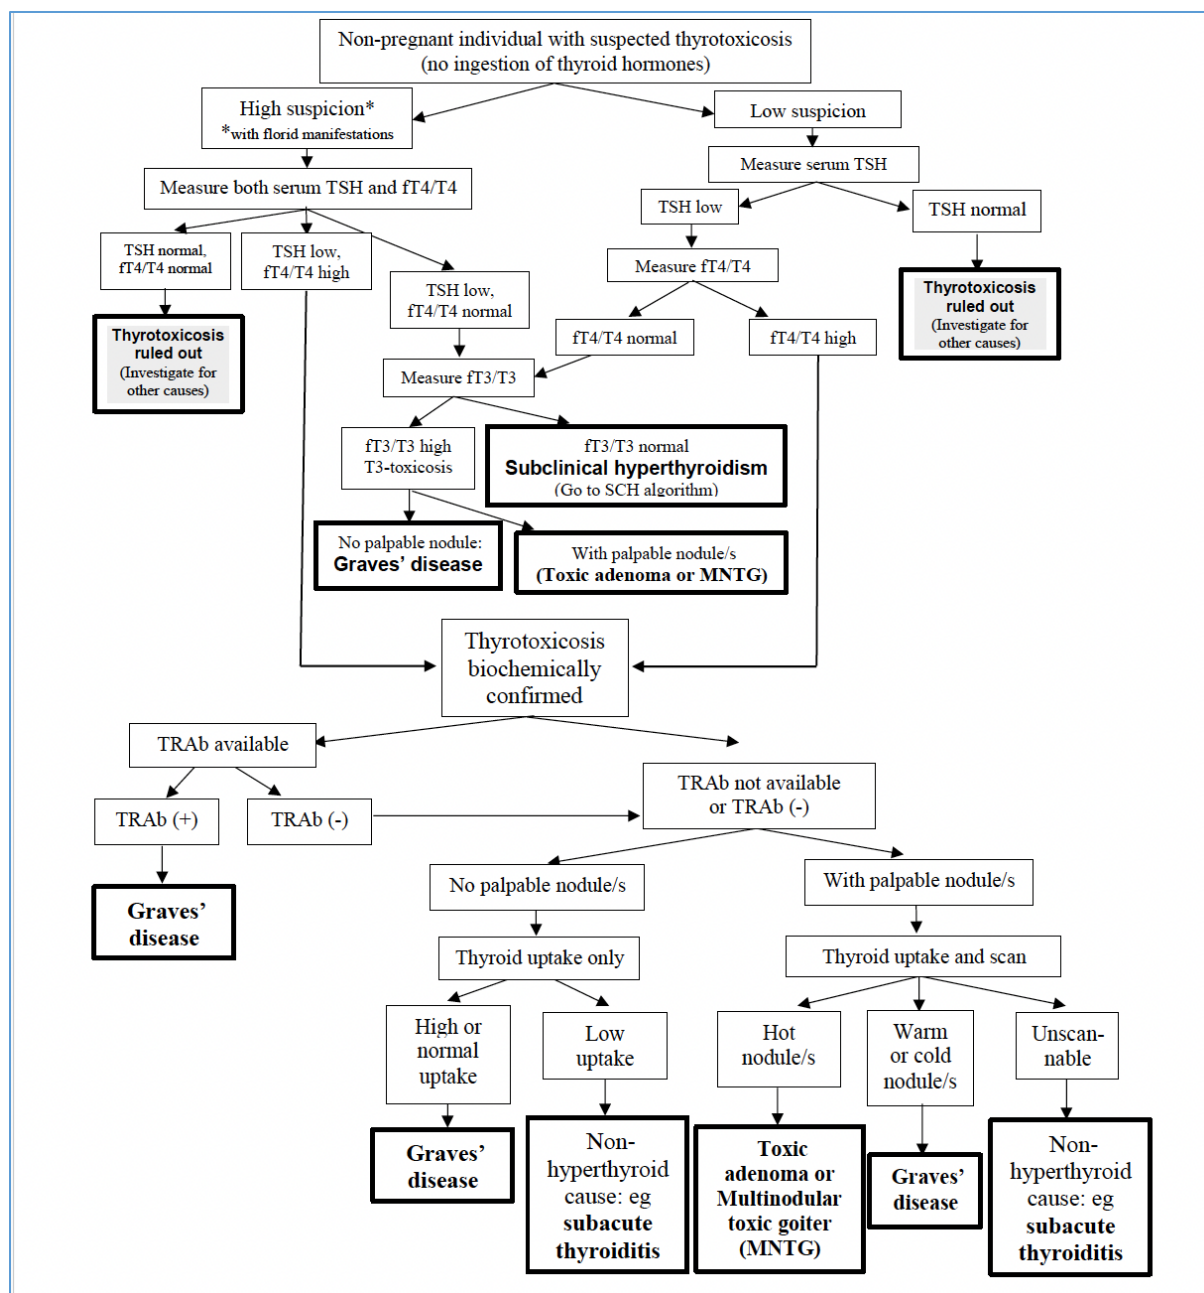 Non-pregnant individual with suspected thyrotoxicosis
(no ingestion of thyroid hormones)
High suspicion*
*with florid manifestations
Low suspicion
Measure both serum TSH and fT4/T4
Measure serum TSH
TSH low
TSH normal
TSH normal,
fT4/T4 normal
TSH low,
fT4/T4 high
TSH low,
fT4/T4 normal
Measure fT4/T4
Thyrotoxicosis
ruled out
(Investigate for
other causes)
Thyrotoxicosis
ruled out
(Investigate for
other causes)
fT4/T4 normal
fT4/T4 high
Measure fT3/T3
fT3/T3 high
T3-toxicosis
fT3/T3 normal
Subclinical hyperthyroidism
(Go to SCH algorithm)
No palpable nodule:
Graves’ disease
With palpable nodule/s
(Toxic adenoma or MNTG)
Thyrotoxicosis
biochemically
confirmed
TRAb available
TRAb not available
or TRAb (-)
TRAb (+)
TRAb (-)
Graves’
disease
No palpable nodule/s
With palpable nodule/s
Thyroid uptake only
Thyroid uptake and scan
High or
normal
uptake
Low
uptake
Hot
nodule/s
Warm
or cold
nodule/s
Unscan-
nable
Graves’
disease
Non-
hyperthyroid
cause: eg
subacute
thyroiditis
Toxic
adenoma or
Multinodular
toxic goiter
(MNTG)
Graves’
disease
Non-
hyperthyroid
cause: eg
subacute
thyroiditis